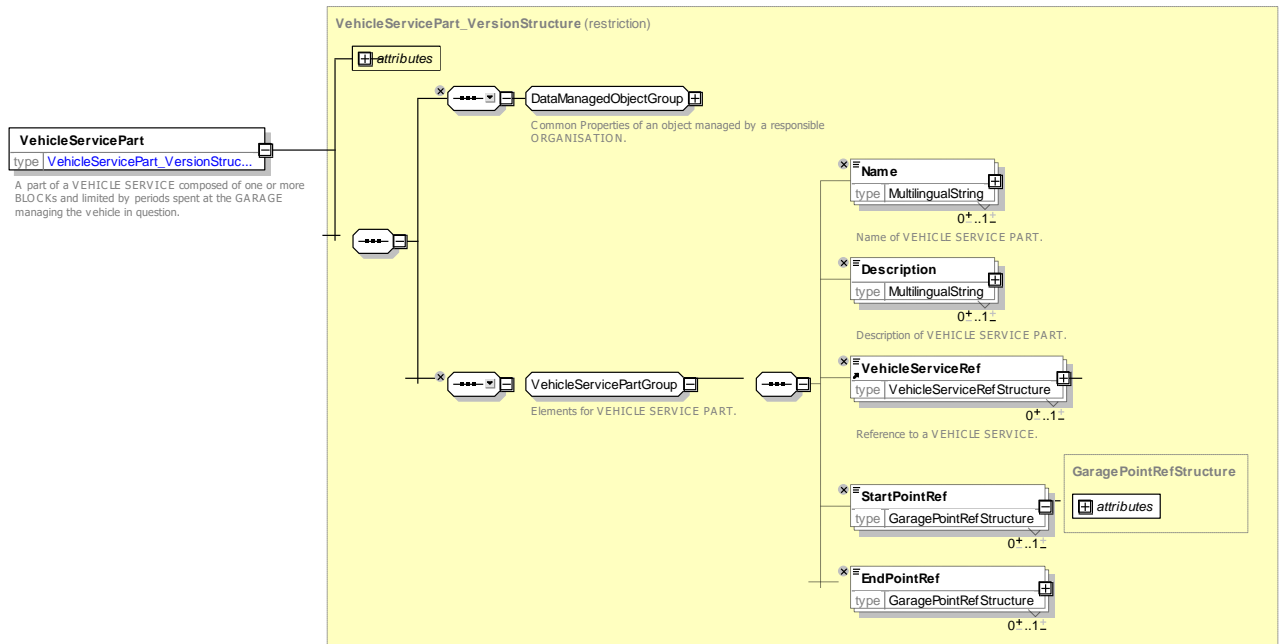 VehicleServicePart_VersionStructure (restriction)
attributes
DataManagedObjectGroup
Common Properties of an object managed by a responsible
ORGANISATION.
VehicleServicePart
type VehicleServicePart_VersionStruc...
A part of a VEHICLE SERVICE composed of one or more
BLOCKs and limited by periods spent at the GARAGE
managing the vehicle in question.
Name
type MultilingualString
0..1
Name of VEHICLE SERVICE PART.
Description
type MultilingualString
0..1
Description of VEHICLE SERVICE PART.
VehicleServicePartGroup
Elements for VEHICLE SERVICE PART.
VehicleServiceRef
type VehicleServiceRefStructure
0..1
Reference to a VEHICLE SERVICE.
GaragePointRefStructure
attributes
StartPointRef
type GaragePointRefStructure
0..1
EndPointRef
type GaragePointRefStructure
0..1